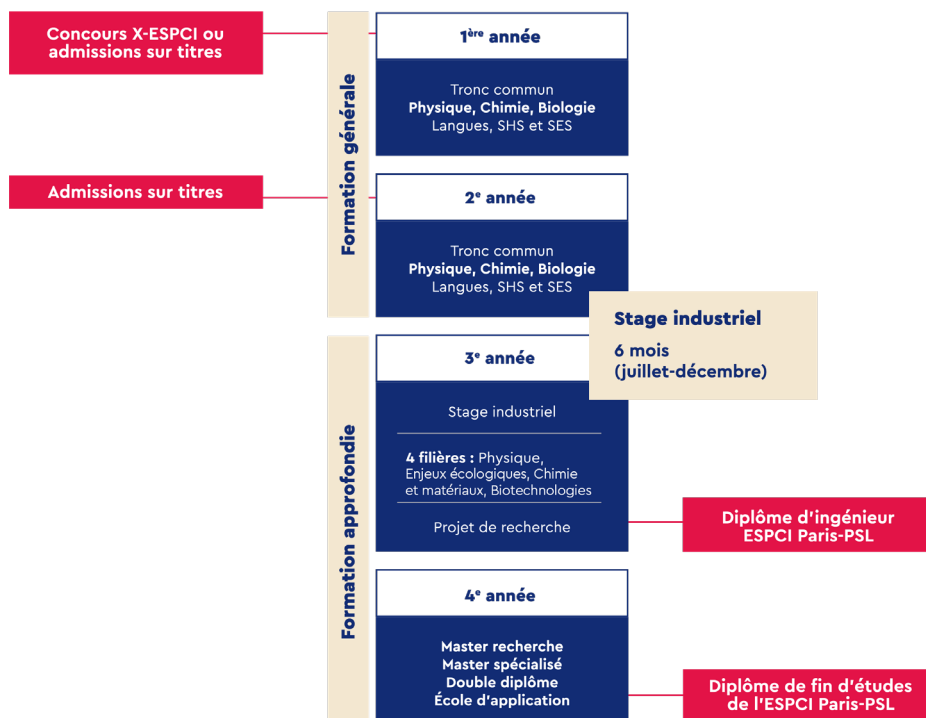 Concours X-ESPCI ou
admissions sur titres
1ère année
Tronc commun
Physique, Chimie, Biologie
Langues, SHS et SES
Formation générale
Admissions sur titres
2e année
Tronc commun
Physique, Chimie, Biologie
Langues, SHS et SES
Stage industriel
6 mois
(juillet-décembre)
3e année
Stage industriel
4 filières : Physique,
Enjeux écologiques, Chimie
et matériaux, Biotechnologies
Projet de recherche
Formation approfondie
Diplôme d'ingénieur
ESPCI Paris-PSL
4e année
Master recherche
Master spécialisé
Double diplôme
École d'application
Diplôme de fin d'études
de l'ESPCI Paris-PSL